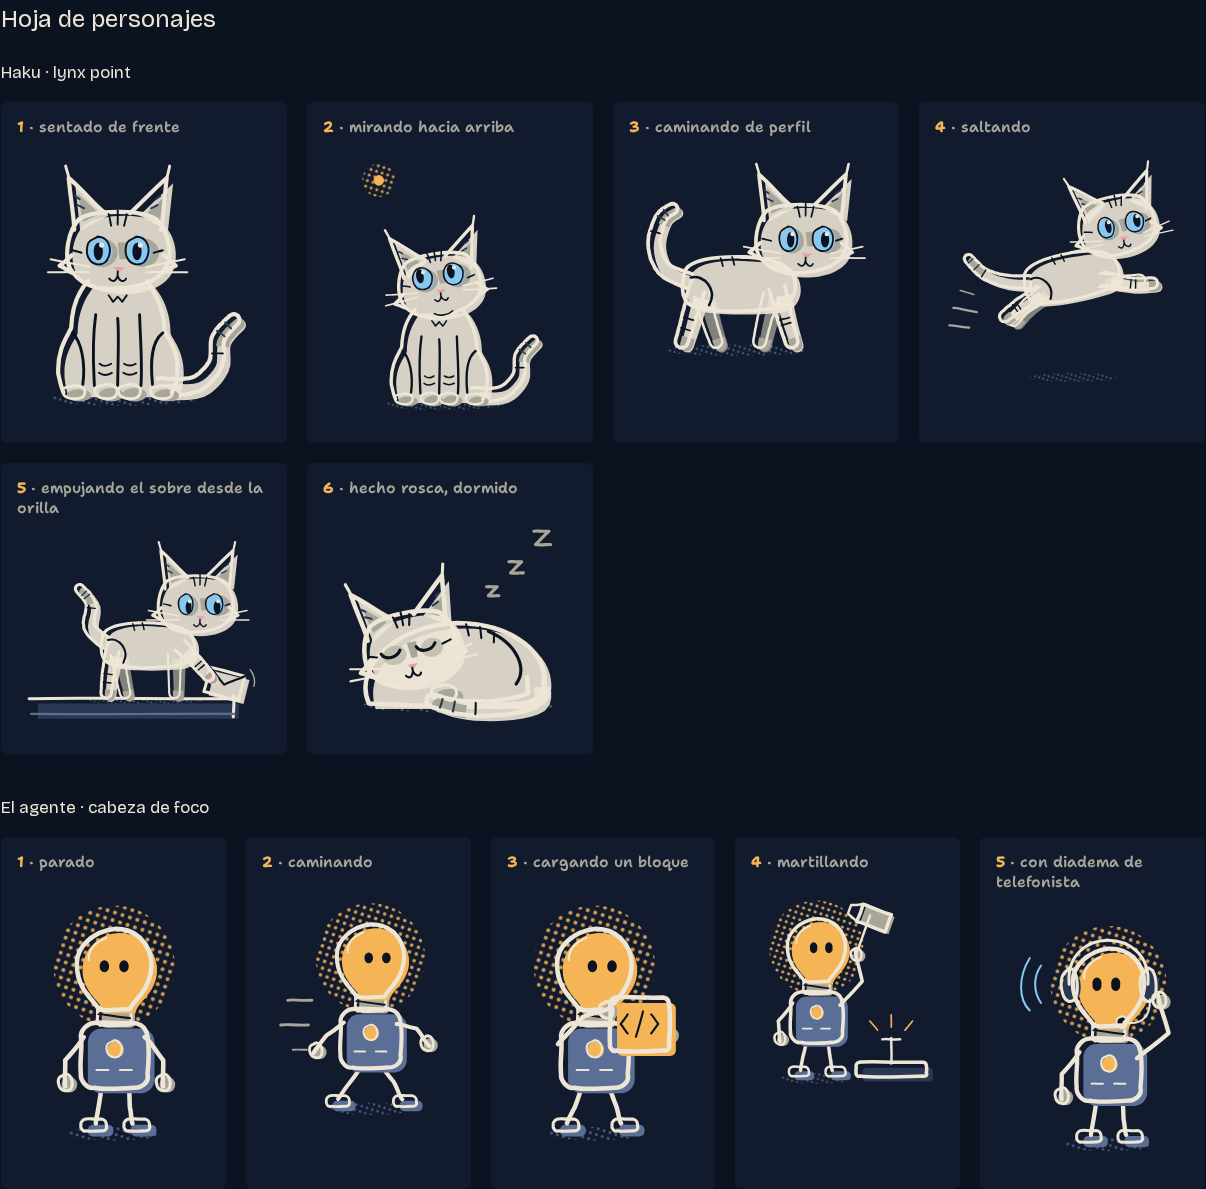 Hoja de personajes
Haku · lynx point
1 · sentado de frente
2 · mirando hacia arriba
3 · caminando de perfil
4 · saltando
5 · empujando el sobre desde la
orilla
6 · hecho rosca, dormido
z
z
z
El agente · cabeza de foco
1 · parado
2 · caminando
3 · cargando un bloque
</>
4 · martillando
5 · con diadema de
telefonista